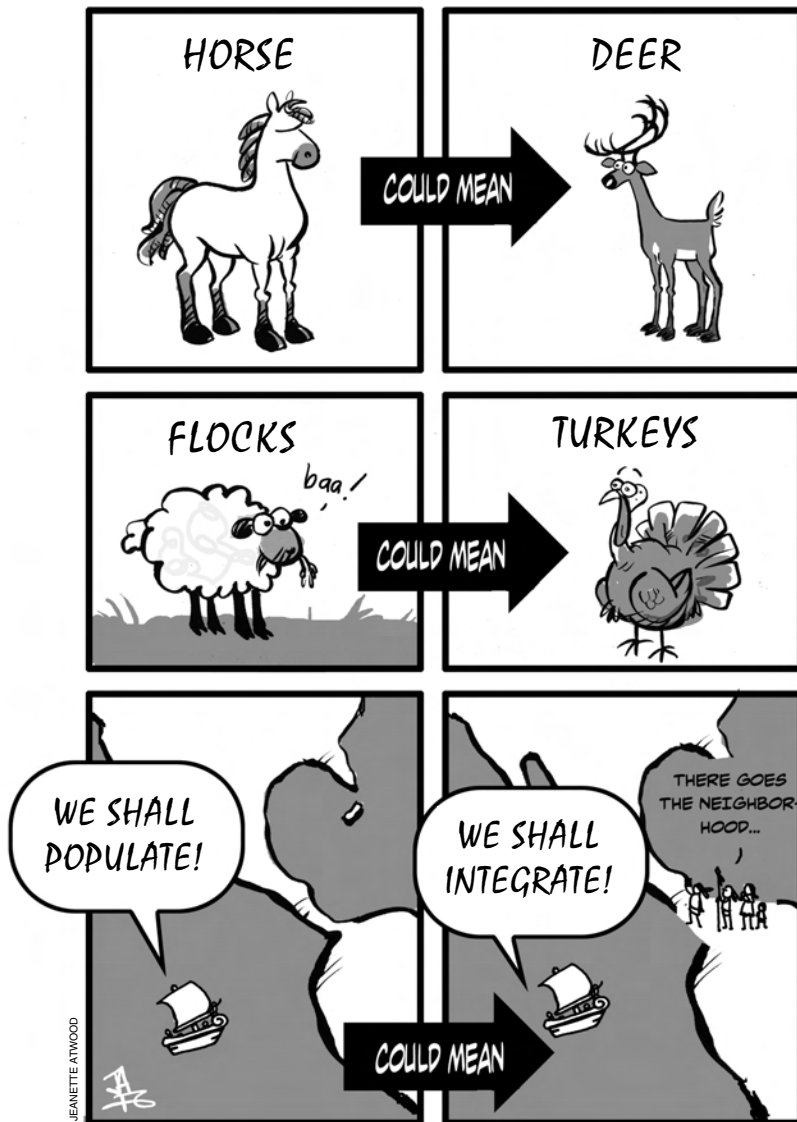 HORSE
DEER
COULD MEAN
FLOCKS
baa!
TURKEYS
COULD MEAN
WE SHALL
POPULATE!
WE SHALL
INTEGRATE!
THERE GOES
THE NEIGHBOR-
HOOD...
COULD MEAN
JEANETTE ATWOOD